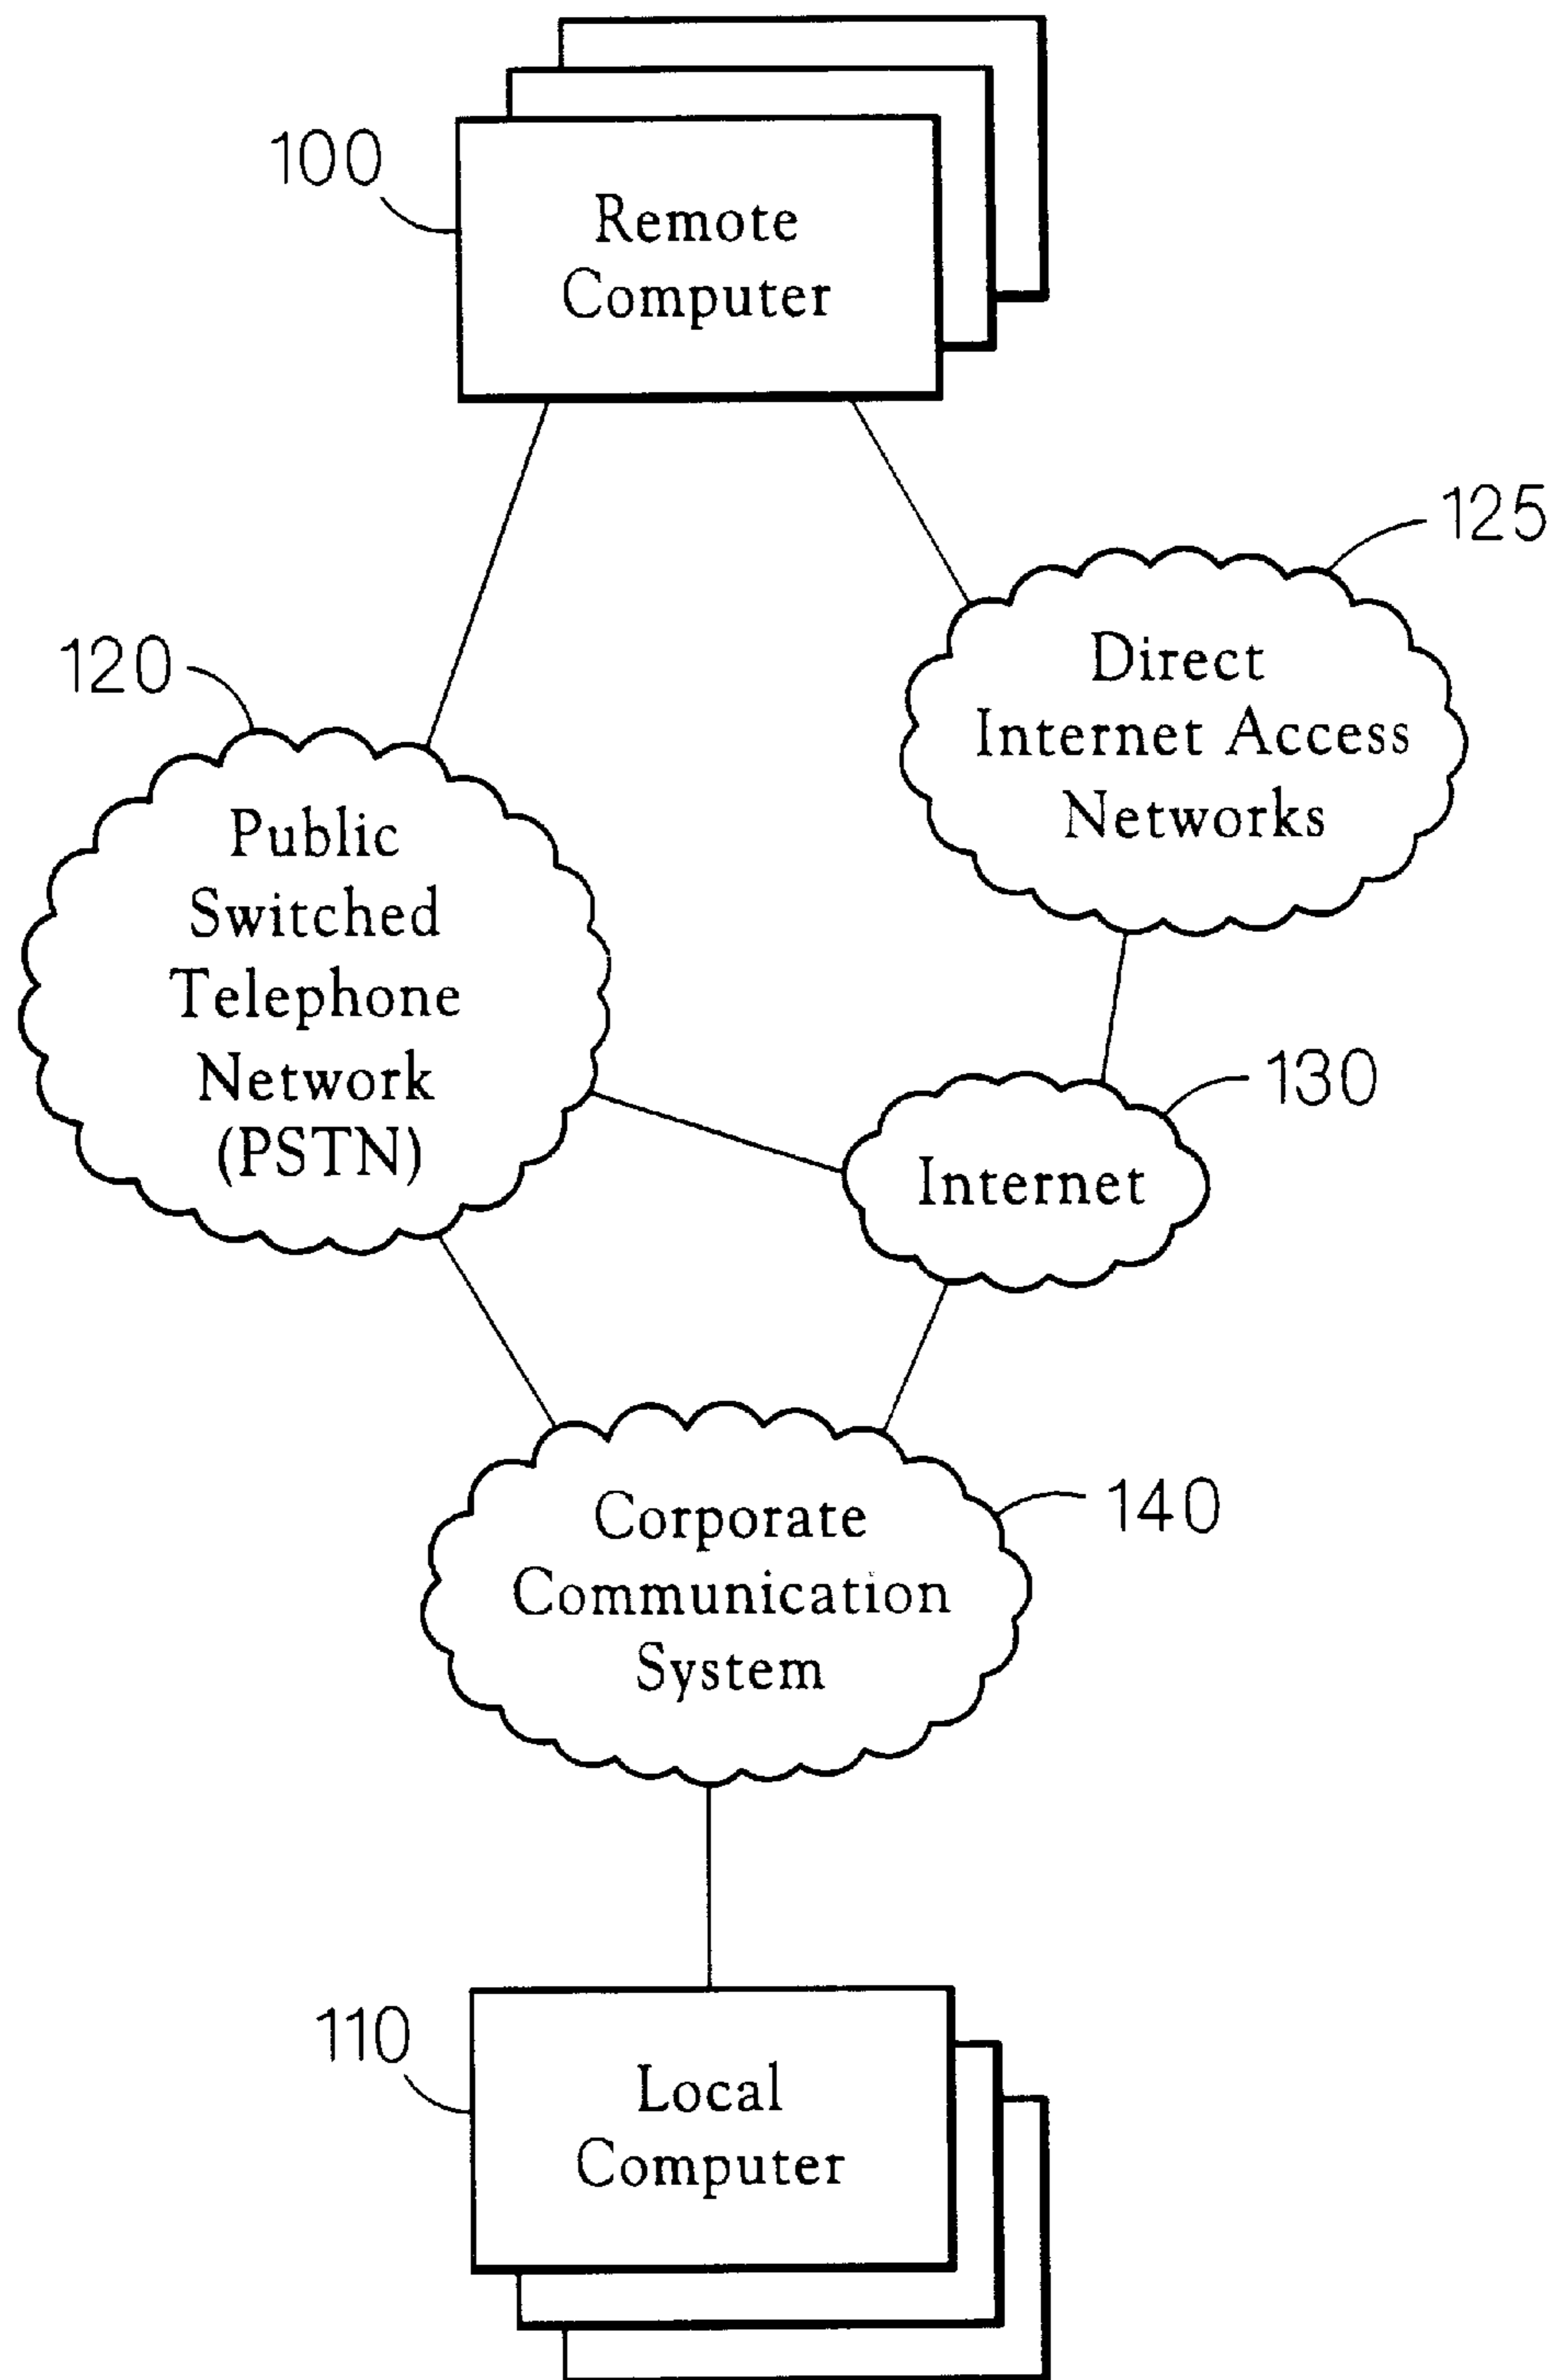 100
Remote
Computer
125
Direct
Internet Access
Networks
120
Public
Switched
Telephone
Network
(PSTN)
130
Internet
140
Corporate
Communication
System
110
Local
Computer